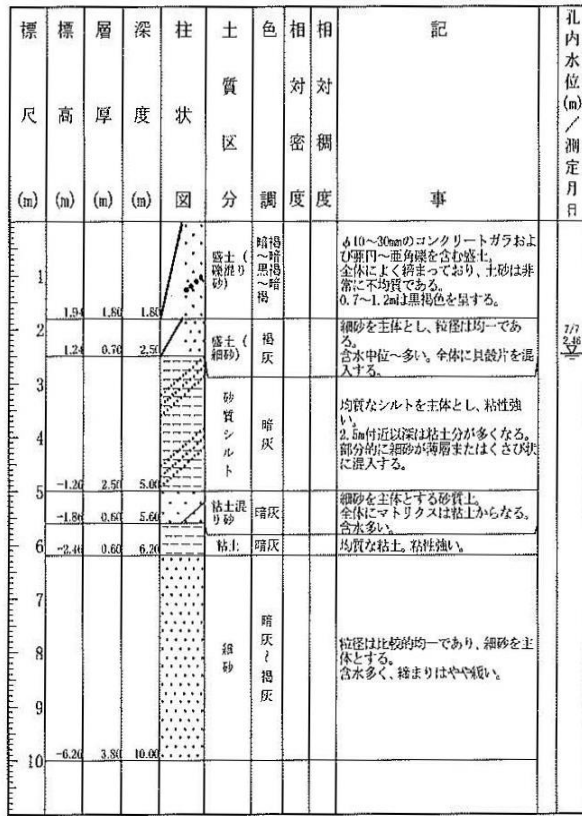 標尺(m)
標高(m)
層厚(m)
深度(m)
柱状図
土質区分
色調
相対密度
相対稠度
記事
孔内水位(m)/測定月日
1
1.94 1.80 1.80
盛土(
礫混り
砂)
暗褐
~暗
黒褐
~暗
褐
φ10~30mmのコンクリートガラおよ
び亜円~亜角礫を含む盛土。
全体によく締まっており、土砂は非
常に不均質である。
0.7~1.2mは黒褐色を呈する。
2
1.24 0.70 2.50
盛土(
細砂)
褐灰
細砂を主体とし、粒径は均一であ
る。
含水中位~多い。全体に貝殻片を
混入する。
7/7
2.46
3
4
5
-1.26 2.50 5.00
砂質シルト
暗灰
均質なシルトを主体とし、粘性強
い。
2.5m付近以深は粘土分が多くなる。
部分的に細砂が薄層またはくさび状
に混入する。
-1.86 0.60 5.60
粘土混
り砂
暗灰
細砂を主体とする砂質土。
全体にマトリクスは粘土からなる。
含水多い。
6
-2.46 0.60 6.20
粘土
暗灰
均質な粘土。粘性強い。
7
8
9
10
-6.26 3.80 10.00
細砂
暗灰~褐灰
粒径は比較的均一であり、細砂を主
体とする。
含水多く、締まりはやや緩い。